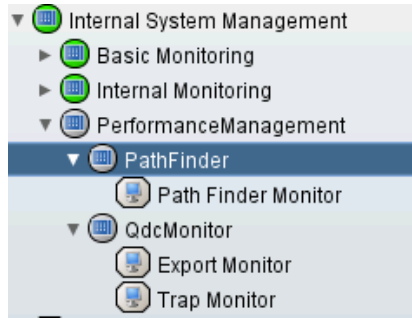 Internal System Management
Basic Monitoring
Internal Monitoring
PerformanceManagement
PathFinder
Path Finder Monitor
QdcMonitor
Export Monitor
Trap Monitor